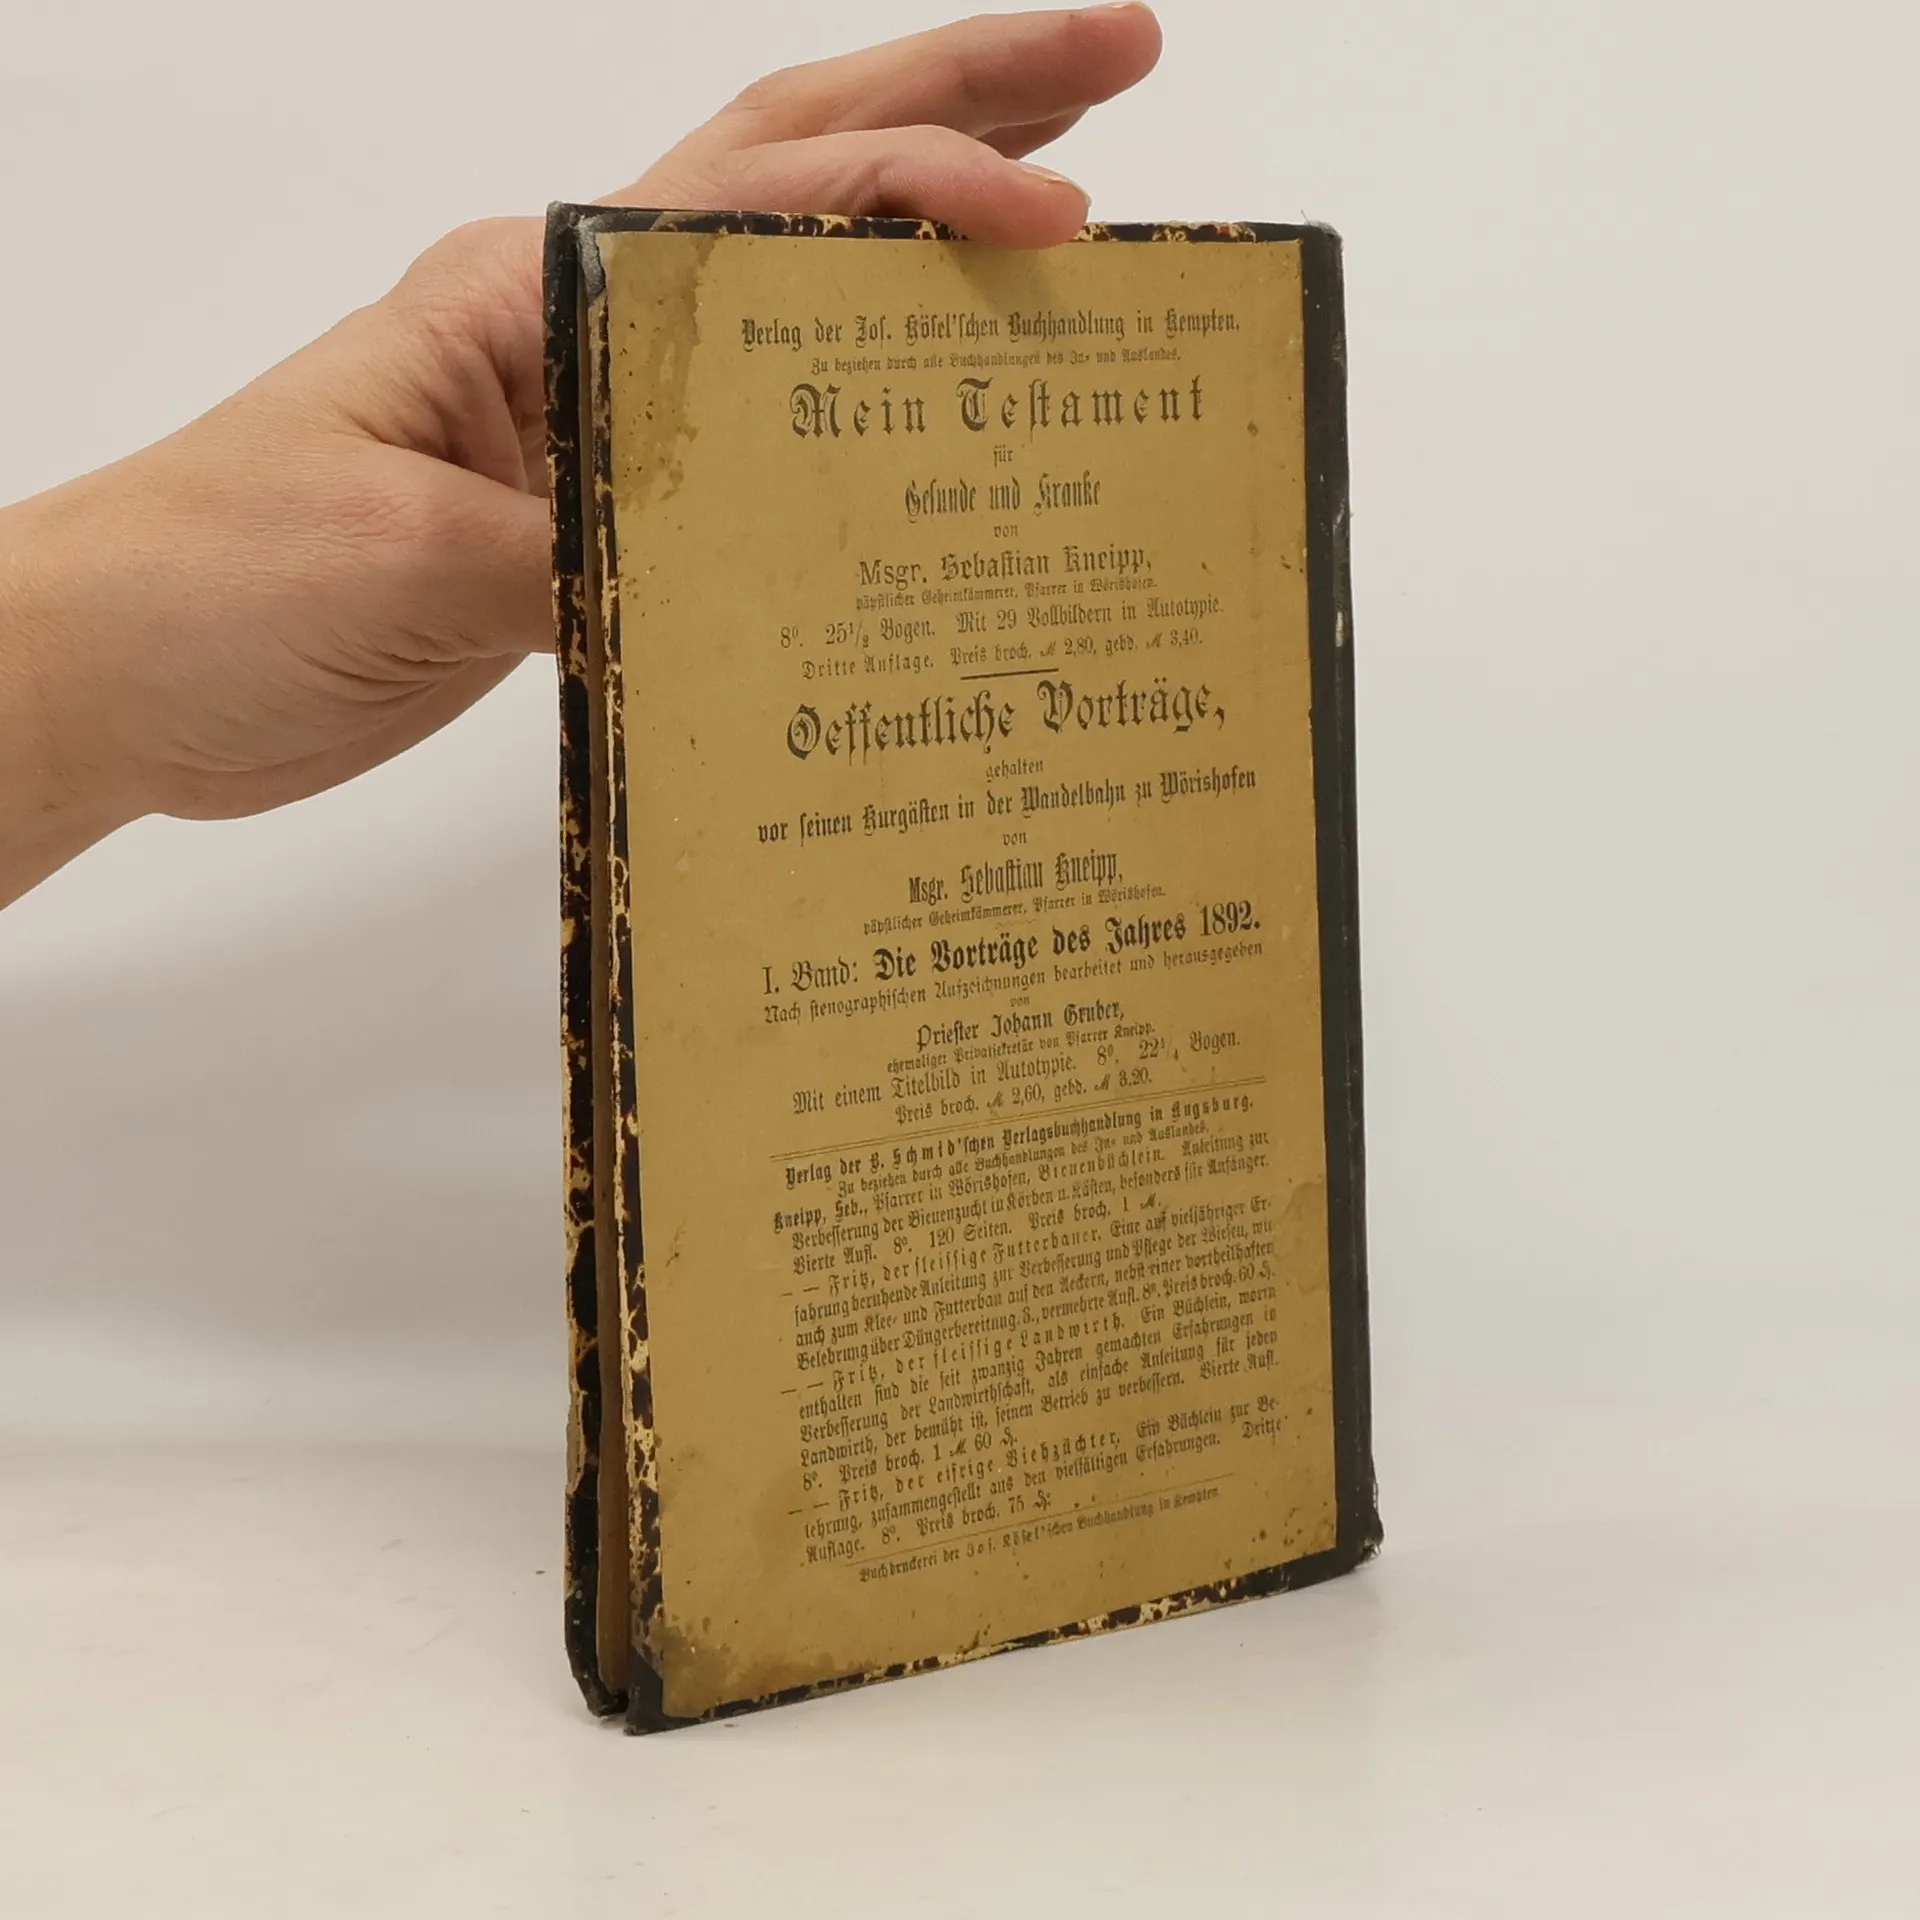 Verlag der Jos. Kösel'schen Buchhandlung in Kempten.
Zu beziehen durch alle Buchhandlungen des In- und Auslandes.
Mein Testament
für
Gesunde und Kranke
von
Msgr. Sebastian Kneipp,
päpstlicher Geheimkämmerer, Pfarrer in Wörishofen.
8º. 25½ Bogen. Mit 29 Vollbildern in Autotypie.
Dritte Auflage. Preis broch. M 2,80, gebd. M 3,40.
Oeffentliche Vorträge,
gehalten
vor seinen Kurgästen in der Wandelbahn zu Wörishofen
von
Msgr. Sebastian Kneipp,
päpstlicher Geheimkämmerer, Pfarrer in Wörishofen.
I. Band: Die Vorträge des Jahres 1892.
Nach stenographischen Aufzeichnungen bearbeitet und herausgegeben
von
Priester Johann Gruber,
ehemaliger Privatsekretär von Pfarrer Kneipp.
Mit einem Titelbild in Autotypie. 8º. 22¼ Bogen.
Preis broch. M 2,60, gebd. M 3,20.
Verlag der B. Schmid'schen Verlagsbuchhandlung in Augsburg.
Zu beziehen durch alle Buchhandlungen des In- und Auslandes.
Kneipp, Seb., Pfarrer in Wörishofen, Bienenbüchlein. Anleitung zur
Verbesserung der Bienenzucht in Körben u. Kästen, besonders für Anfänger.
Vierte Aufl. 8º. 120 Seiten. Preis broch. 1 M.
— — Fritz, der fleissige Futterbauer. Eine auf vieljähriger Er-
fahrung beruhende Anleitung zur Verbesserung und Pflege der Wiesen, wie
auch zum Klee- und Futterbau auf den Aeckern, nebst einer vortheilhaften
Belehrung über Düngerbereitung. 3., vermehrte Aufl. 8º. Preis broch. 60 ₰.
— — Fritz, der fleissige Landwirth. Ein Büchlein, worin
enthalten sind die seit zwanzig Jahren gemachten Erfahrungen in
Verbesserung der Landwirthschaft, als einfache Anleitung für jeden
Landwirth, der bemüht ist, seinen Betrieb zu verbessern. Vierte Aufl.
8º. Preis broch. 1 M 60 ₰.
— — Fritz, der eifrige Viehzüchter. Ein Büchlein zur Be-
lehrung, zusammengestellt aus den vielfältigen Erfahrungen. Dritte
Auflage. 8º. Preis broch. 75 ₰.
Buchdruckerei der Jos. Kösel'schen Buchhandlung in Kempten.